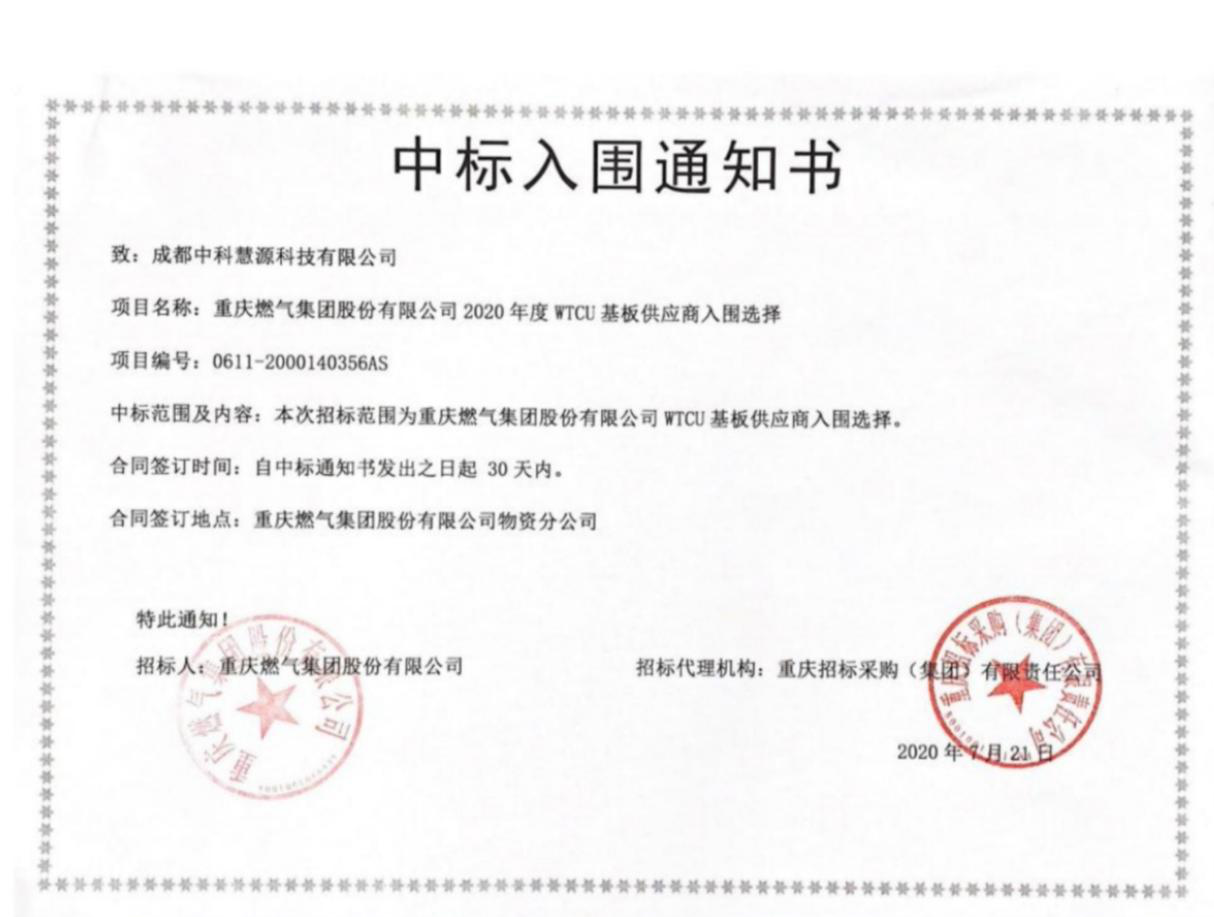 中标入围通知书
致：成都中科慧源科技有限公司
项目名称：重庆燃气集团股份有限公司 2020 年度 WTCU 基板供应商入围选择
项目编号：0611-2000140356AS
中标范围及内容：本次招标范围为重庆燃气集团股份有限公司 WTCU 基板供应商入围选择。
合同签订时间：自中标通知书发出之日起 30 天内。
合同签订地点：重庆燃气集团股份有限公司物资分公司
特此通知！
招标人：重庆燃气集团股份有限公司
招标代理机构：重庆招标采购（集团）有限责任公司
2020 年 7 月 21 日
重庆燃气集团股份有限公司
重庆招标采购（集团）有限责任公司